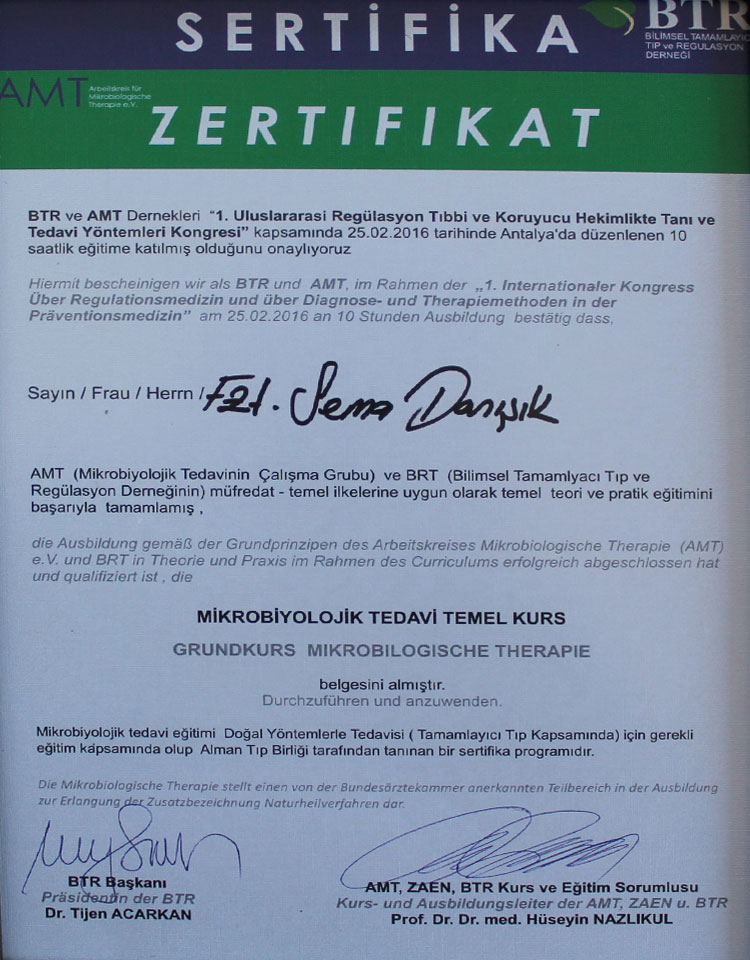 SERTİFİKA
BTR
BİLİMSEL TAMAMLAYIC
TIP ve REGULASYON
DERNEĞİ
AMT
Arbeitskreis für
Mikrobiologische
Therapie e.V.
ZERTIFIKAT
BTR ve AMT Dernekleri "1. Uluslararasi Regülasyon Tıbbi ve Koruyucu Hekimlikte Tanı ve
Tedavi Yöntemleri Kongresi" kapsamında 25.02.2016 tarihinde Antalya'da düzenlenen 10
saatlik eğitime katılmış olduğunu onaylıyoruz
Hiermit bescheinigen wir als BTR und AMT, im Rahmen der „1. Internationaler Kongress
Über Regulationsmedizin und über Diagnose- und Therapiemethoden in der
Präventionsmedizin" am 25.02.2016 an 10 Stunden Ausbildung bestätig dass,
Sayın / Frau / Herrn / Fzt. Sema Danışık
AMT (Mikrobiyolojik Tedavinin Çalışma Grubu) ve BRT (Bilimsel Tamamlyacı Tıp ve
Regülasyon Derneğinin) müfredat - temel ilkelerine uygun olarak temel teori ve pratik eğitimini
başarıyla tamamlamış ,
die Ausbildung gemäß der Grundprinzipen des Arbeitskreises Mikrobiologische Therapie (AMT)
e.V. und BRT in Theorie und Praxis im Rahmen des Curriculums erfolgreich abgeschlossen hat
und qualifiziert ist , die
MİKROBİYOLOJİK TEDAVİ TEMEL KURS
GRUNDKURS MIKROBILOGISCHE THERAPIE
belgesini almıştır.
Durchzuführen und anzuwenden.
Mikrobiyolojik tedavi eğitimi Doğal Yöntemlerle Tedavisi ( Tamamlayıcı Tıp Kapsamında) için gerekli
eğitim kapsamında olup Alman Tıp Birliği tarafından tanınan bir sertifika programıdır.
Die Mikrobiologische Therapie stellt einen von der Bundesärztekammer anerkannten Teilbereich in der Ausbildung
zur Erlangung der Zusatzbezeichnung Naturheilverfahren dar.
BTR Başkanı
Präsidentin der BTR
Dr. Tijen ACARKAN
AMT, ZAEN, BTR Kurs ve Eğitim Sorumlusu
Kurs- und Ausbildungsleiter der AMT, ZAEN u. BTR
Prof. Dr. Dr. med. Hüseyin NAZLIKUL